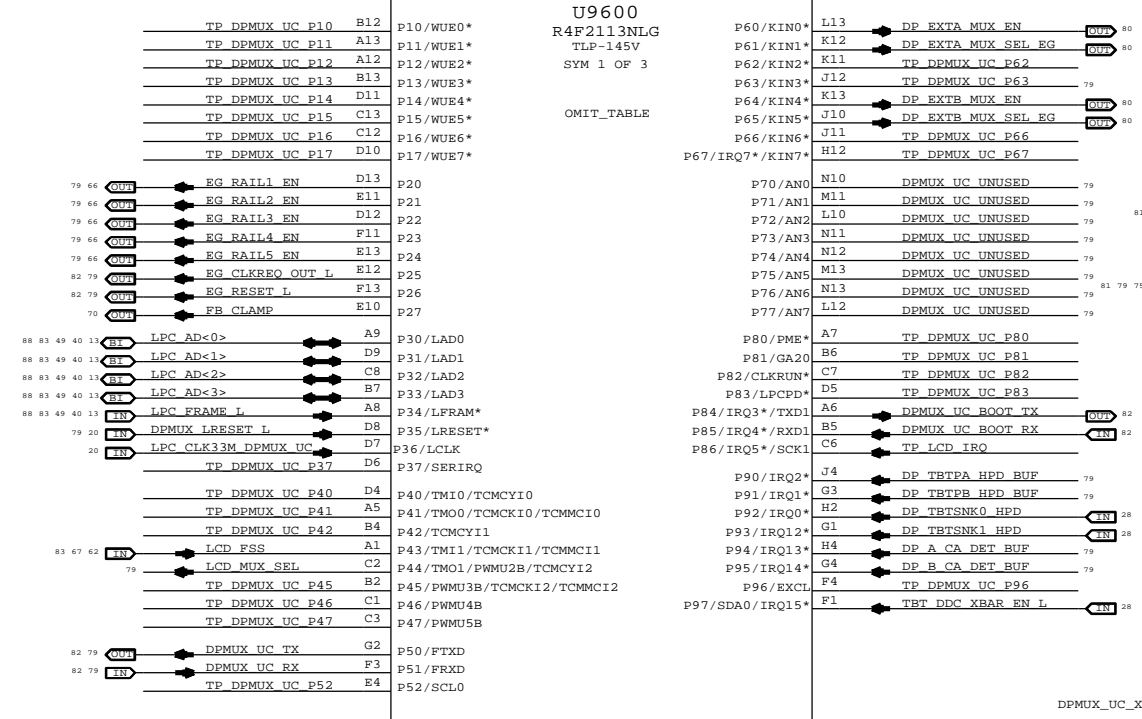 U9600
R4F2113NLG
TLP-145V
SYM 1 OF 3
OMIT_TABLE
TP_DPMUX_UC_P10 B12 P10/WUE0*
TP_DPMUX_UC_P11 A13 P11/WUE1*
TP_DPMUX_UC_P12 A12 P12/WUE2*
TP_DPMUX_UC_P13 B13 P13/WUE3*
TP_DPMUX_UC_P14 D11 P14/WUE4*
TP_DPMUX_UC_P15 C13 P15/WUE5*
TP_DPMUX_UC_P16 C12 P16/WUE6*
TP_DPMUX_UC_P17 D10 P17/WUE7*
79 66 OUT EG_RAIL1_EN D13 P20
79 66 OUT EG_RAIL2_EN E11 P21
79 66 OUT EG_RAIL3_EN D12 P22
79 66 OUT EG_RAIL4_EN F11 P23
79 66 OUT EG_RAIL5_EN E13 P24
82 79 OUT EG_CLKREQ_OUT_L E12 P25
82 79 OUT EG_RESET_L F13 P26
70 OUT FB_CLAMP E10 P27
88 83 49 40 13 BI LPC_AD<0> A9 P30/LAD0
88 83 49 40 13 BI LPC_AD<1> D9 P31/LAD1
88 83 49 40 13 BI LPC_AD<2> C8 P32/LAD2
88 83 49 40 13 BI LPC_AD<3> B7 P33/LAD3
88 83 49 40 13 IN LPC_FRAME_L A8 P34/LFRAM*
79 20 IN DPMUX_LRESET_L D8 P35/LRESET*
20 IN LPC_CLK33M_DPMUX_UC D7 P36/LCLK
TP_DPMUX_UC_P37 D6 P37/SERIRQ
TP_DPMUX_UC_P40 D4 P40/TMI0/TCMCYI0
TP_DPMUX_UC_P41 A5 P41/TMO0/TCMCKI0/TCMMCI0
TP_DPMUX_UC_P42 B4 P42/TCMCYI1
83 67 62 IN LCD_FSS A1 P43/TMI1/TCMCKI1/TCMMCI1
79 LCD_MUX_SEL C2 P44/TMO1/PWMU2B/TCMCYI2
TP_DPMUX_UC_P45 B2 P45/PWMU3B/TCMCKI2/TCMMCI2
TP_DPMUX_UC_P46 C1 P46/PWMU4B
TP_DPMUX_UC_P47 C3 P47/PWMU5B
82 79 OUT DPMUX_UC_TX G2 P50/FTXD
82 79 IN DPMUX_UC_RX F3 P51/FRXD
TP_DPMUX_UC_P52 E4 P52/SCL0
P60/KIN0* L13 DP_EXTA_MUX_EN OUT 80
P61/KIN1* K12 DP_EXTA_MUX_SEL_EG OUT 80
P62/KIN2* K11 TP_DPMUX_UC_P62
P63/KIN3* J12 TP_DPMUX_UC_P63 79
P64/KIN4* K13 DP_EXTB_MUX_EN OUT 80
P65/KIN5* J10 DP_EXTB_MUX_SEL_EG OUT 80
P66/KIN6* J11 TP_DPMUX_UC_P66
P67/IRQ7*/KIN7* H12 TP_DPMUX_UC_P67
P70/AN0 N10 DPMUX_UC_UNUSED 79
P71/AN1 M11 DPMUX_UC_UNUSED 79
P72/AN2 L10 DPMUX_UC_UNUSED 79
P73/AN3 N11 DPMUX_UC_UNUSED 79
P74/AN4 N12 DPMUX_UC_UNUSED 79
P75/AN5 M13 DPMUX_UC_UNUSED 79
P76/AN6 N13 DPMUX_UC_UNUSED 79
P77/AN7 L12 DPMUX_UC_UNUSED 79
81
81 79 75
P80/PME* A7 TP_DPMUX_UC_P80
P81/GA20 B6 TP_DPMUX_UC_P81
P82/CLKRUN* C7 TP_DPMUX_UC_P82
P83/LPCPD* D5 TP_DPMUX_UC_P83
P84/IRQ3*/TXD1 A6 DPMUX_UC_BOOT_TX OUT 82
P85/IRQ4*/RXD1 B5 DPMUX_UC_BOOT_RX IN 82
P86/IRQ5*/SCK1 C6 TP_LCD_IRQ
P90/IRQ2* J4 DP_TBTPA_HPD_BUF 79
P91/IRQ1* G3 DP_TBTPB_HPD_BUF 79
P92/IRQ0* H2 DP_TBTSNK0_HPD IN 28
P93/IRQ12* G1 DP_TBTSNK1_HPD IN 28
P94/IRQ13* H4 DP_A_CA_DET_BUF 79
P95/IRQ14* G4 DP_B_CA_DET_BUF 79
P96/EXCL F4 TP_DPMUX_UC_P96
P97/SDA0/IRQ15* F1 TBT_DDC_XBAR_EN_L IN 28
DPMUX_UC_X